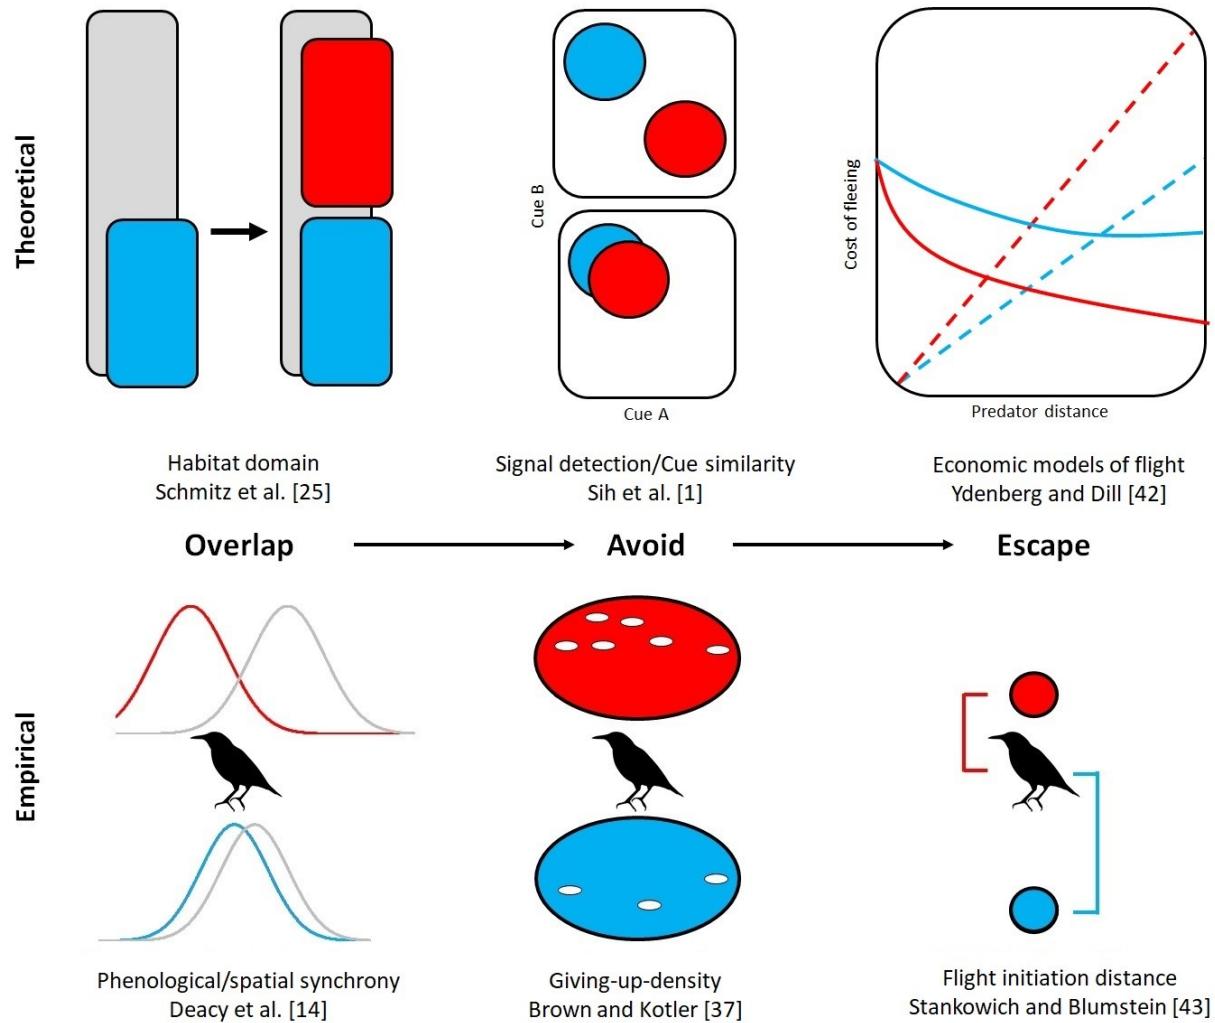 Theoretical
Cue B
Cue A
Cost of fleeing
Predator distance
Habitat domain
Schmitz et al. [25]
Signal detection/Cue similarity
Sih et al. [1]
Economic models of flight
Ydenberg and Dill [42]
Overlap
Avoid
Escape
Empirical
Phenological/spatial synchrony
Deacy et al. [14]
Giving-up-density
Brown and Kotler [37]
Flight initiation distance
Stankowich and Blumstein [43]